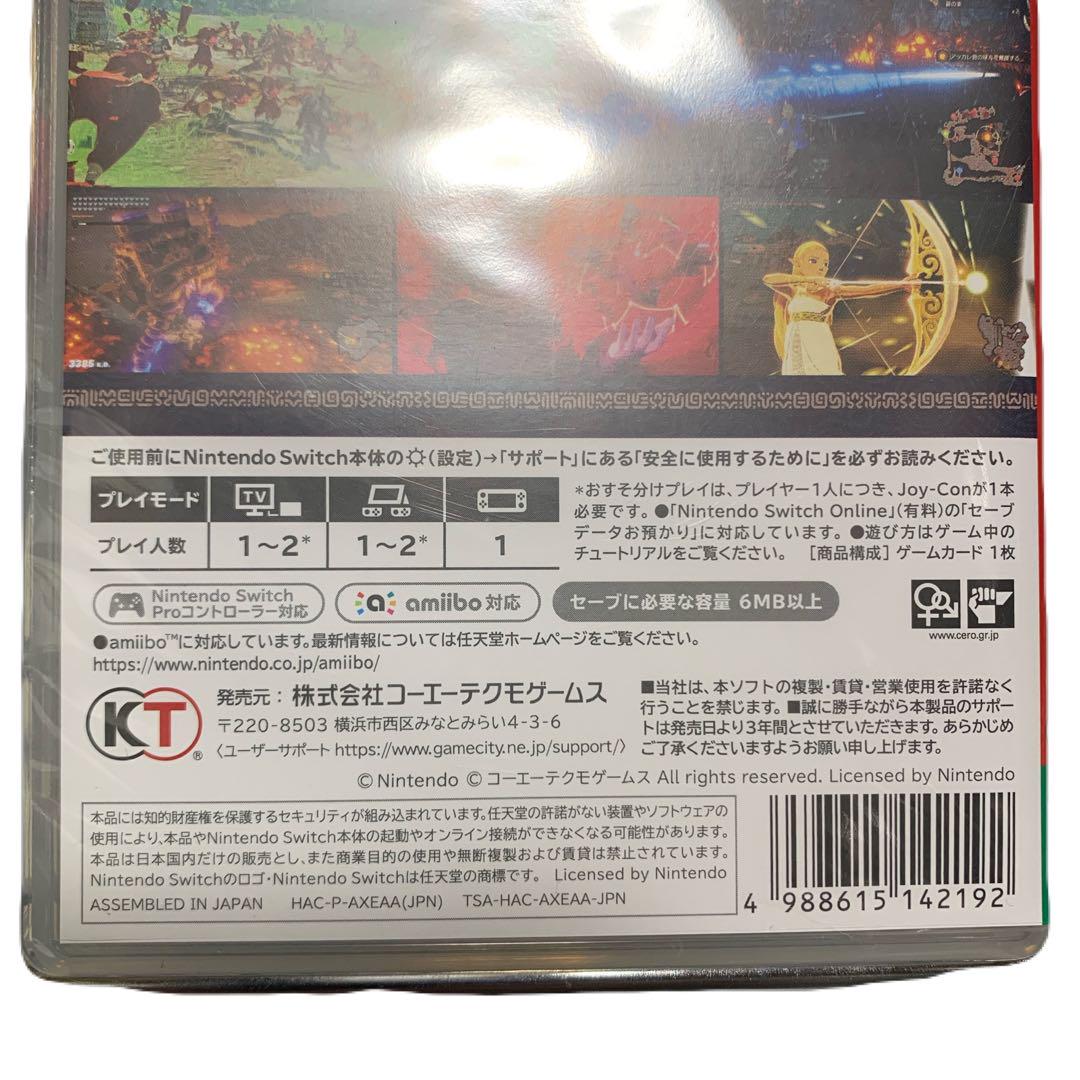 アッカレ砦の味方を援護する
3385 K.O.
ご使用前にNintendo Switch本体の(設定)→「サポート」にある「安全に使用するために」を必ずお読みください。
プレイモード TV
プレイ人数 1〜2* 1〜2* 1
*おすそ分けプレイは、プレイヤー1人につき、Joy-Conが1本
必要です。●「Nintendo Switch Online」(有料)の「セーブ
データお預かり」に対応しています。 ●遊び方はゲーム中の
チュートリアルをご覧ください。 [商品構成] ゲームカード 1枚
Nintendo Switch
Proコントローラー対応
amiibo 対応
セーブに必要な容量 6MB以上
www.cero.gr.jp
●amiibo™に対応しています。最新情報については任天堂ホームページをご覧ください。
https://www.nintendo.co.jp/amiibo/
KT®
発売元:株式会社コーエーテクモゲームス
〒220-8503 横浜市西区みなとみらい4-3-6
〈ユーザーサポート https://www.gamecity.ne.jp/support/〉
■当社は、本ソフトの複製・賃貸・営業使用を許諾なく
行うことを禁じます。■誠に勝手ながら本製品のサポー
トは発売日より3年間とさせていただきます。あらかじめ
ご了承くださいますようお願い申し上げます。
©Nintendo ©コーエーテクモゲームス All rights reserved. Licensed by Nintendo
本品には知的財産権を保護するセキュリティが組み込まれています。任天堂の許諾がない装置やソフトウェアの
使用により、本品やNintendo Switch本体の起動やオンライン接続ができなくなる可能性があります。
本品は日本国内だけの販売とし、また商業目的の使用や無断複製および賃貸は禁止されています。
Nintendo Switchのロゴ・Nintendo Switchは任天堂の商標です。 Licensed by Nintendo
ASSEMBLED IN JAPAN HAC-P-AXEAA(JPN) TSA-HAC-AXEAA-JPN
4 988615 142192